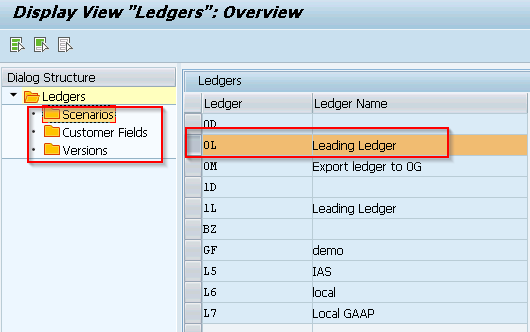 Display View "Ledgers": Overview
Dialog Structure
Ledgers
Scenarios
Customer Fields
Versions
Ledgers
Ledger Ledger Name
0D
0L Leading Ledger
0M Export ledger to 0G
1D
1L Leading Ledger
BZ
GF demo
L5 IAS
L6 local
L7 Local GAAP